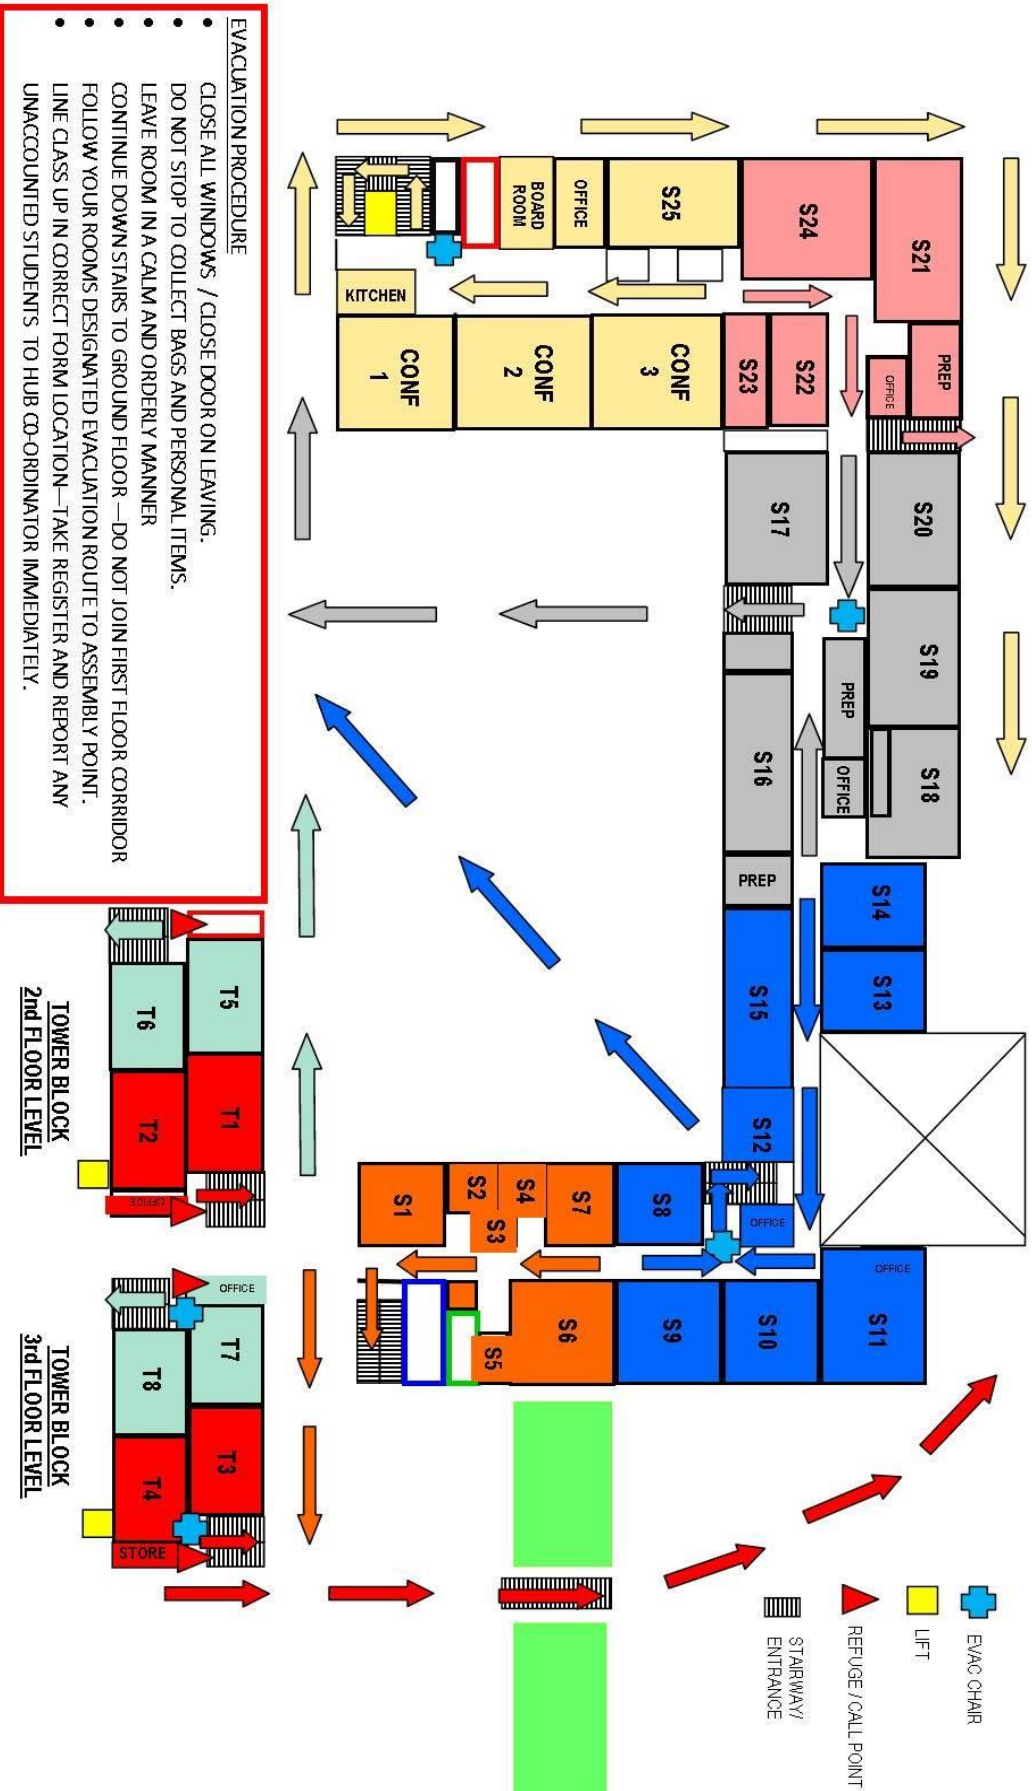 EVAC CHAIR
LIFT
REFUGE / CALL POINT
STAIRWAY/
ENTRANCE
S21
PREP
S20
S19
S18
S14
S13
OFFICE
S11
S24
OFFICE
S22
S23
PREP
OFFICE
S17
S16
PREP
S15
S12
OFFICE
S10
S25
OFFICE
BOARD
ROOM
CONF
3
CONF
2
CONF
1
KITCHEN
S8
S9
S7
S4
S2
S3
S1
S6
S5
EVACUATION PROCEDURE
• CLOSE ALL WINDOWS / CLOSE DOOR ON LEAVING.
• DO NOT STOP TO COLLECT BAGS AND PERSONAL ITEMS.
• LEAVE ROOM IN A CALM AND ORDERLY MANNER
• CONTINUE DOWN STAIRS TO GROUND FLOOR — DO NOT JOIN FIRST FLOOR CORRIDOR
• FOLLOW YOUR ROOMS DESIGNATED EVACUATION ROUTE TO ASSEMBLY POINT.
• LINE CLASS UP IN CORRECT FORM LOCATION—TAKE REGISTER AND REPORT ANY
UNACCOUNTED STUDENTS TO HUB CO-ORDINATOR IMMEDIATELY.
T5
T1
T6
T2
OFFICE
TOWER BLOCK
2nd FLOOR LEVEL
OFFICE
T7
T3
T8
T4
STORE
TOWER BLOCK
3rd FLOOR LEVEL